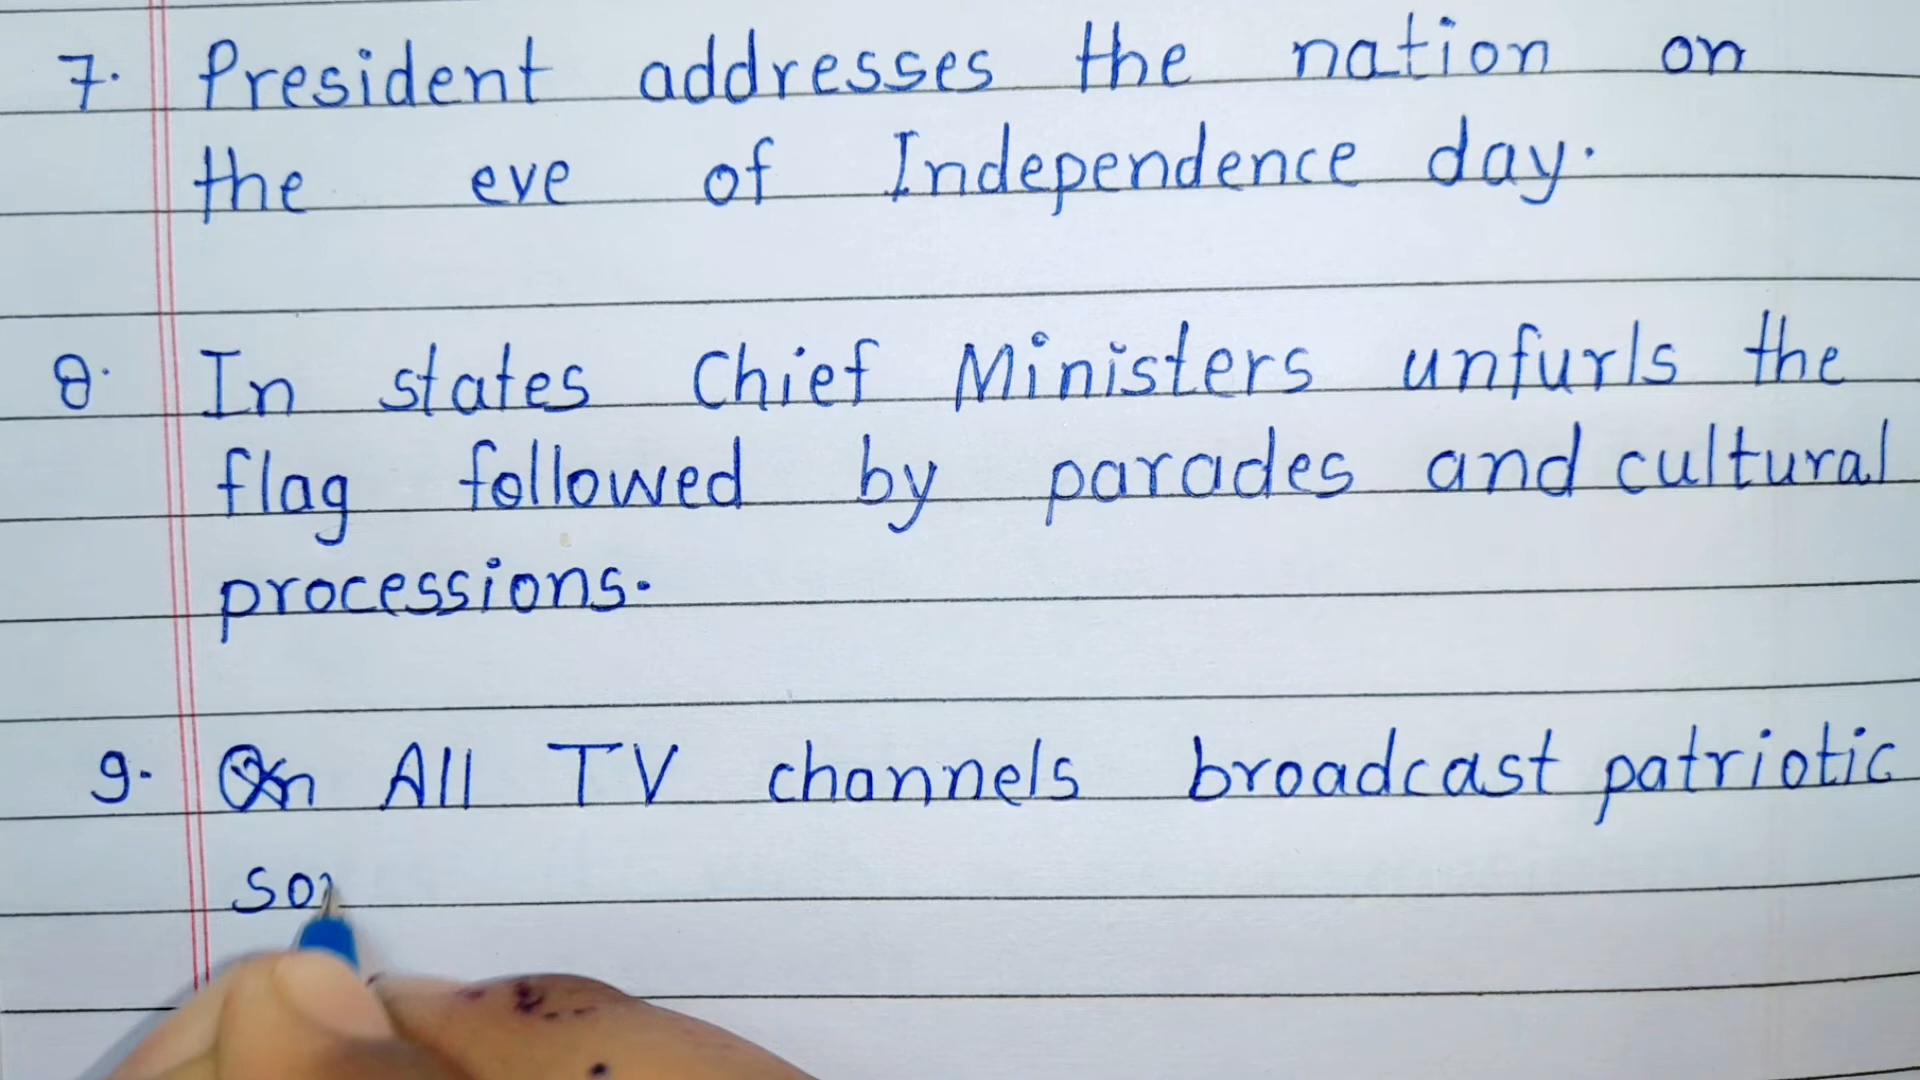 7. President addresses the nation on
the eve of Independence day.
8. In states Chief Ministers unfurls the
flag followed by parades and cultural
processions.
9. All TV channels broadcast patriotic